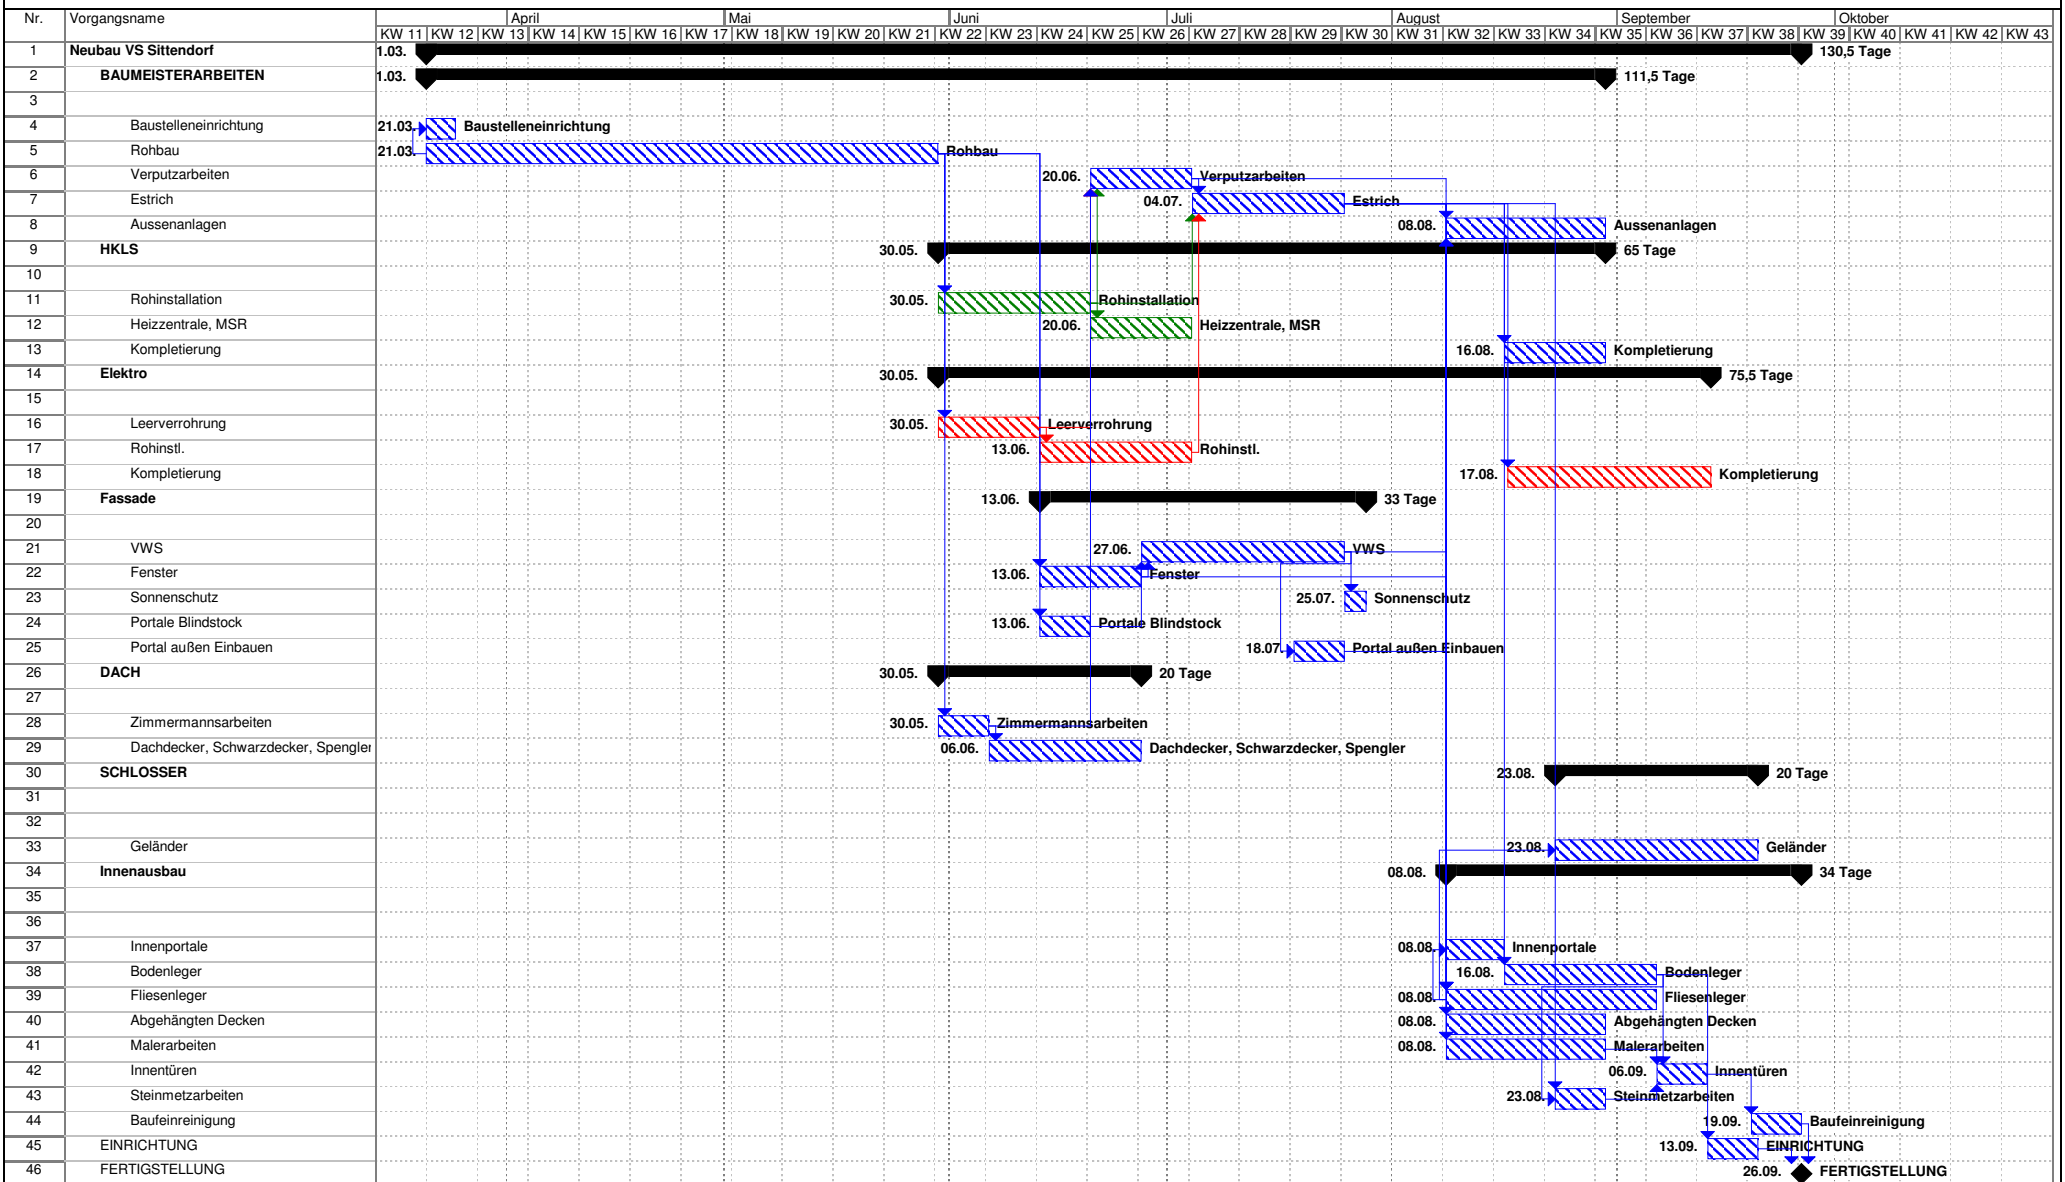 Nr. Vorgangsname April Mai Juni Juli August September Oktober
KW 11 KW 12 KW 13 KW 14 KW 15 KW 16 KW 17 KW 18 KW 19 KW 20 KW 21 KW 22 KW 23 KW 24 KW 25 KW 26 KW 27 KW 28 KW 29 KW 30 KW 31 KW 32 KW 33 KW 34 KW 35 KW 36 KW 37 KW 38 KW 39 KW 40 KW 41 KW 42 KW 43
1 Neubau VS Sittendorf 1.03. 130,5 Tage
2 BAUMEISTERARBEITEN 1.03. 111,5 Tage
3
4 Baustelleneinrichtung 21.03. Baustelleneinrichtung
5 Rohbau 21.03. Rohbau
6 Verputzarbeiten 20.06. Verputzarbeiten
7 Estrich 04.07. Estrich
8 Aussenanlagen 08.08. Aussenanlagen
9 HKLS 30.05. 65 Tage
10
11 Rohinstallation 30.05. Rohinstallation
12 Heizzentrale, MSR 20.06. Heizzentrale, MSR
13 Kompletierung 16.08. Kompletierung
14 Elektro 30.05. 75,5 Tage
15
16 Leerverrohrung 30.05. Leerverrohrung
17 Rohinstl. 13.06. Rohinstl.
18 Kompletierung 17.08. Kompletierung
19 Fassade 13.06. 33 Tage
20
21 VWS 27.06. VWS
22 Fenster 13.06. Fenster
23 Sonnenschutz 25.07. Sonnenschutz
24 Portale Blindstock 13.06. Portale Blindstock
25 Portal außen Einbauen 18.07. Portal außen Einbauen
26 DACH 30.05. 20 Tage
27
28 Zimmermannsarbeiten 30.05. Zimmermannsarbeiten
29 Dachdecker, Schwarzdecker, Spengler 06.06. Dachdecker, Schwarzdecker, Spengler
30 SCHLOSSER 23.08. 20 Tage
31
32
33 Geländer 23.08. Geländer
34 Innenausbau 08.08. 34 Tage
35
36
37 Innenportale 08.08. Innenportale
38 Bodenleger 16.08. Bodenleger
39 Fliesenleger 08.08. Fliesenleger
40 Abgehängten Decken 08.08. Abgehängten Decken
41 Malerarbeiten 08.08. Malerarbeiten
42 Innentüren 06.09. Innentüren
43 Steinmetzarbeiten 23.08. Steinmetzarbeiten
44 Baufeinreinigung 19.09. Baufeinreinigung
45 EINRICHTUNG 13.09. EINRICHTUNG
46 FERTIGSTELLUNG 26.09. FERTIGSTELLUNG